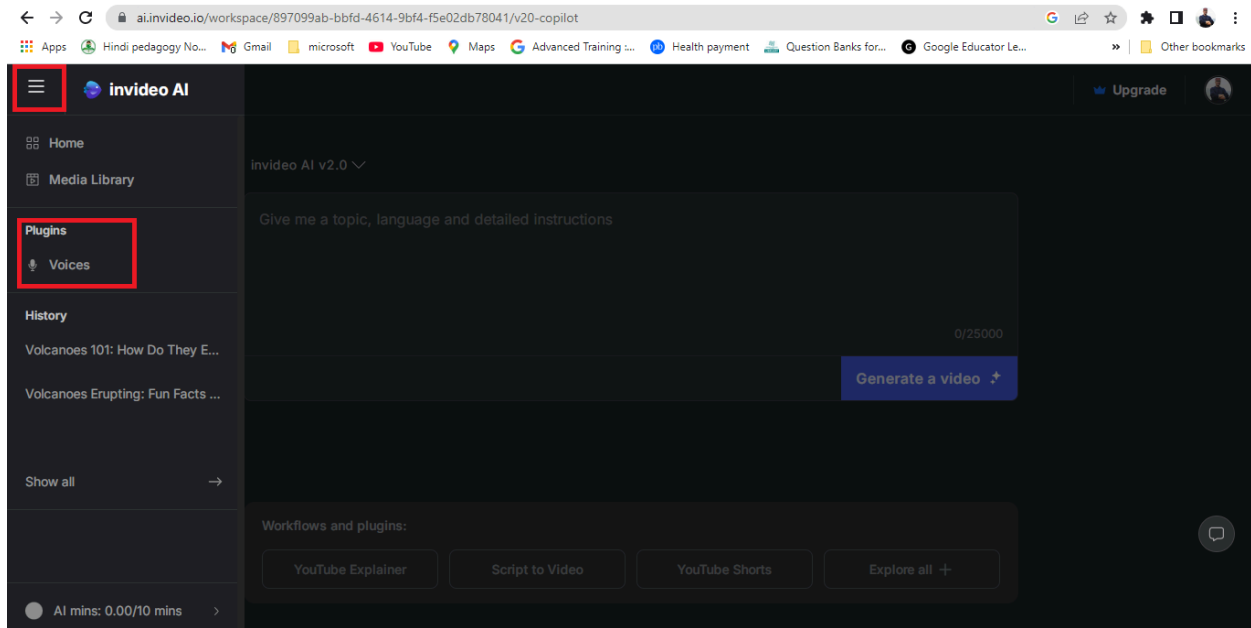 ai.invideo.io/workspace/897099ab-bbfd-4614-9bf4-f5e02db78041/v20-copilot
Apps Hindi pedagogy No... Gmail microsoft YouTube Maps Advanced Training :... Health payment Question Banks for... Google Educator Le... » Other bookmarks
invideo AI
Upgrade
Home
Media Library
Plugins
Voices
History
Volcanoes 101: How Do They E...
Volcanoes Erupting: Fun Facts ...
Show all
AI mins: 0.00/10 mins
invideo AI v2.0
Give me a topic, language and detailed instructions
0/25000
Generate a video
Workflows and plugins:
YouTube Explainer Script to Video YouTube Shorts Explore all +